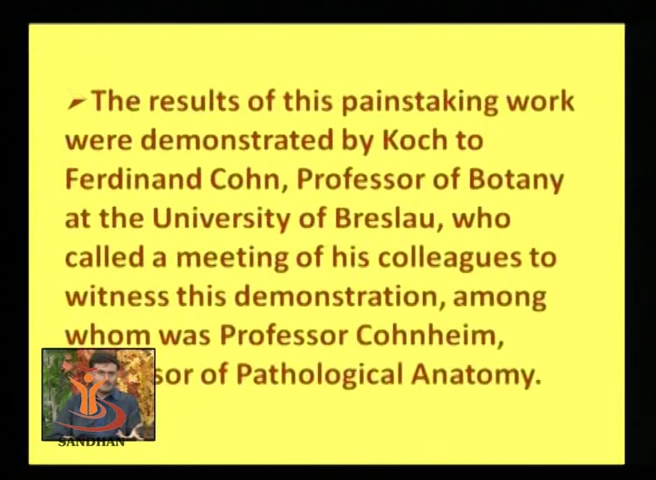 ➢The results of this painstaking work
were demonstrated by Koch to
Ferdinand Cohn, Professor of Botany
at the University of Breslau, who
called a meeting of his colleagues to
witness this demonstration, among
whom was Professor Cohnheim,
sor of Pathological Anatomy.
SANDHAN